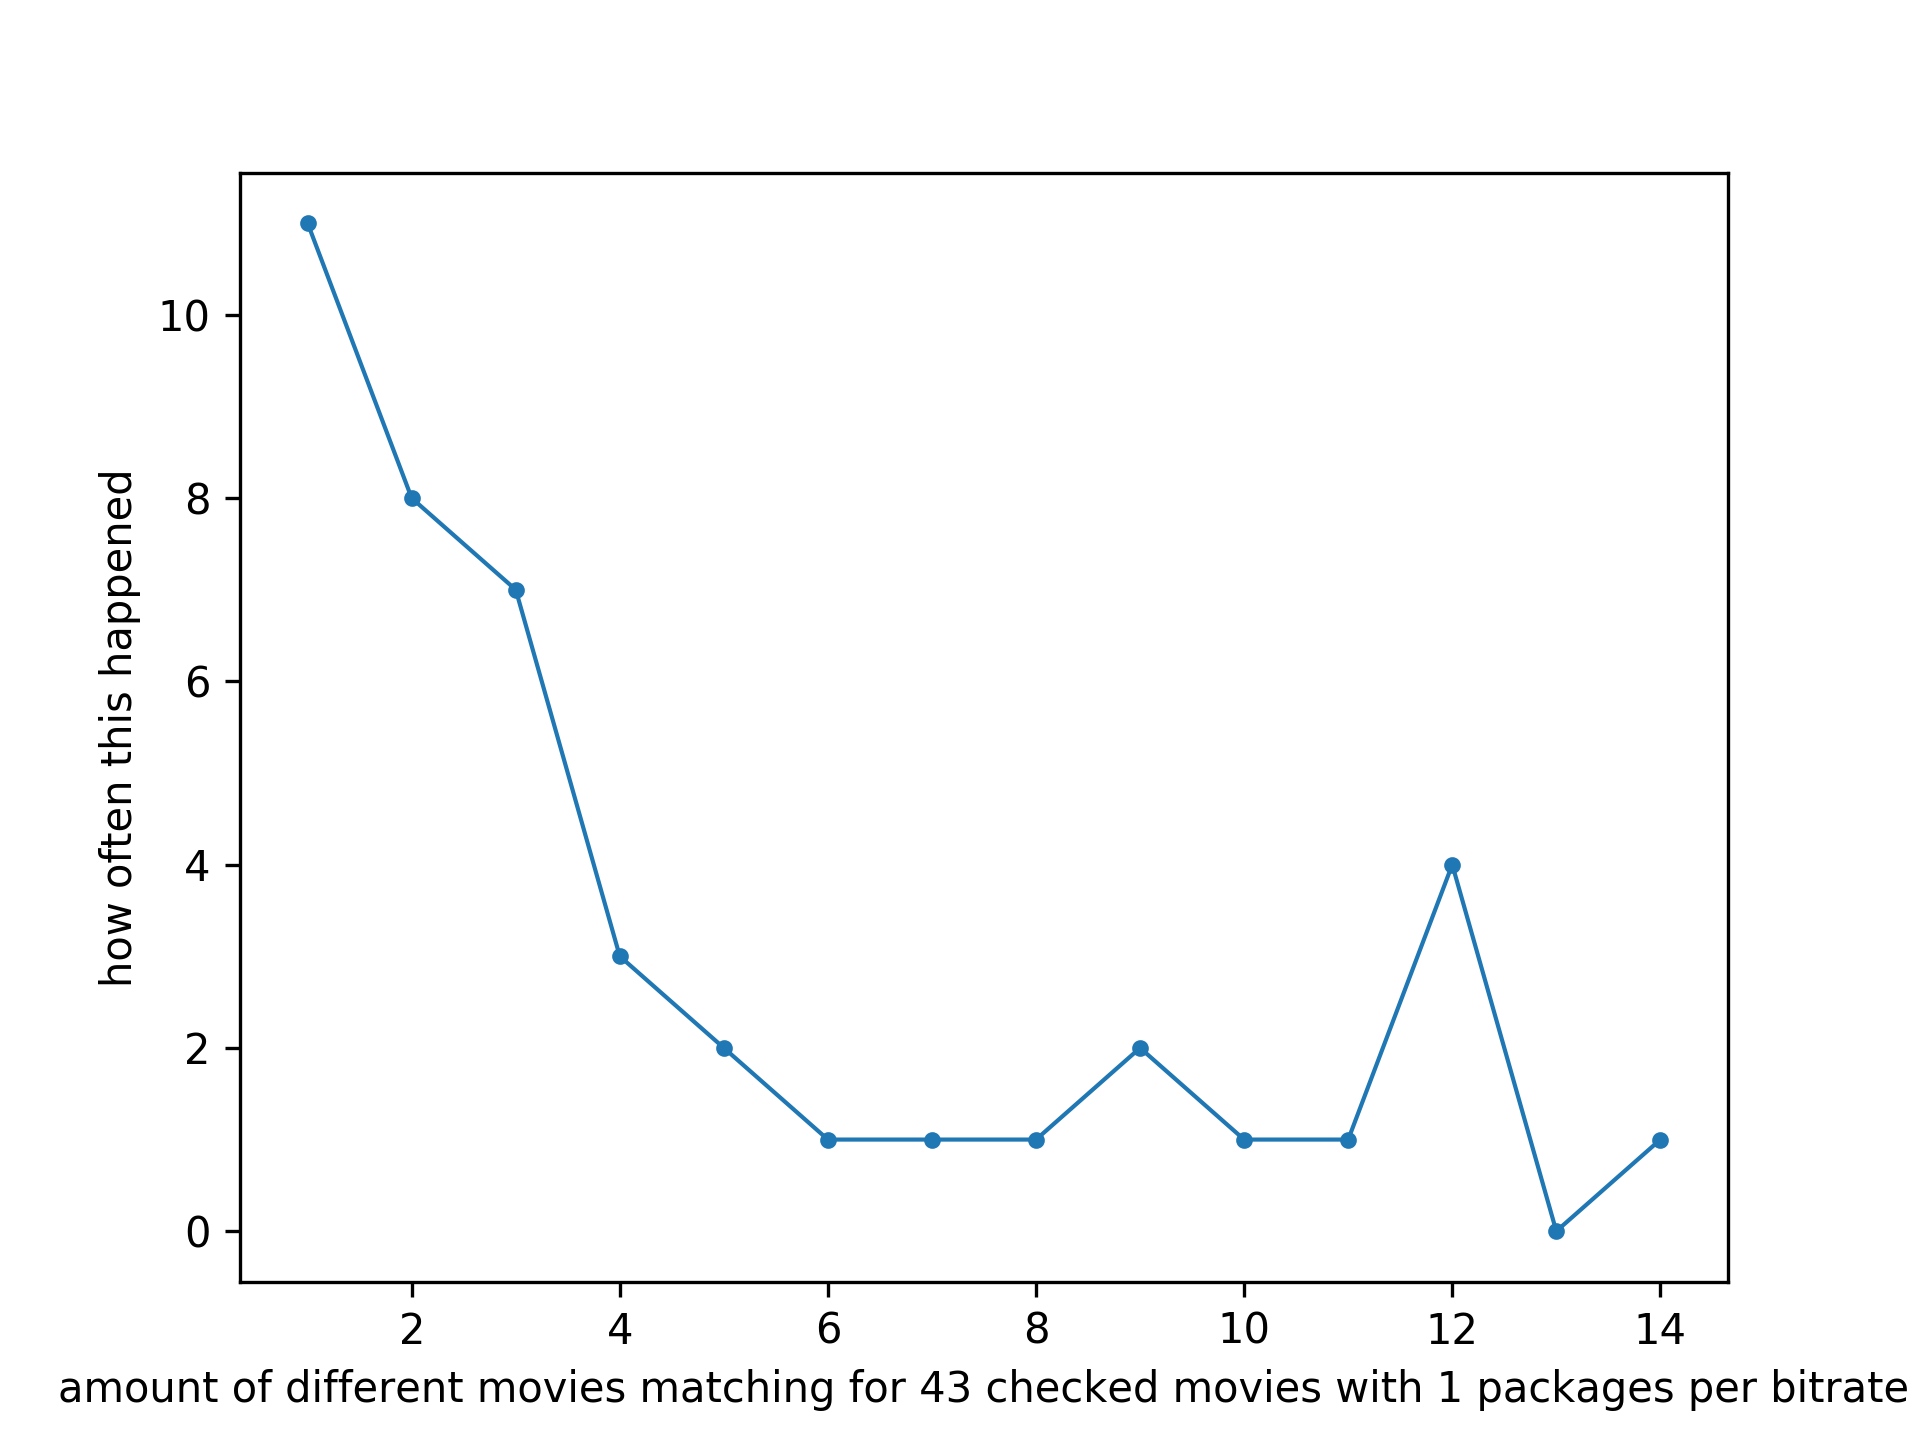 how often this happened
10
8
6
4
2
0
2 4 6 8 10 12 14
amount of different movies matching for 43 checked movies with 1 packages per bitrate